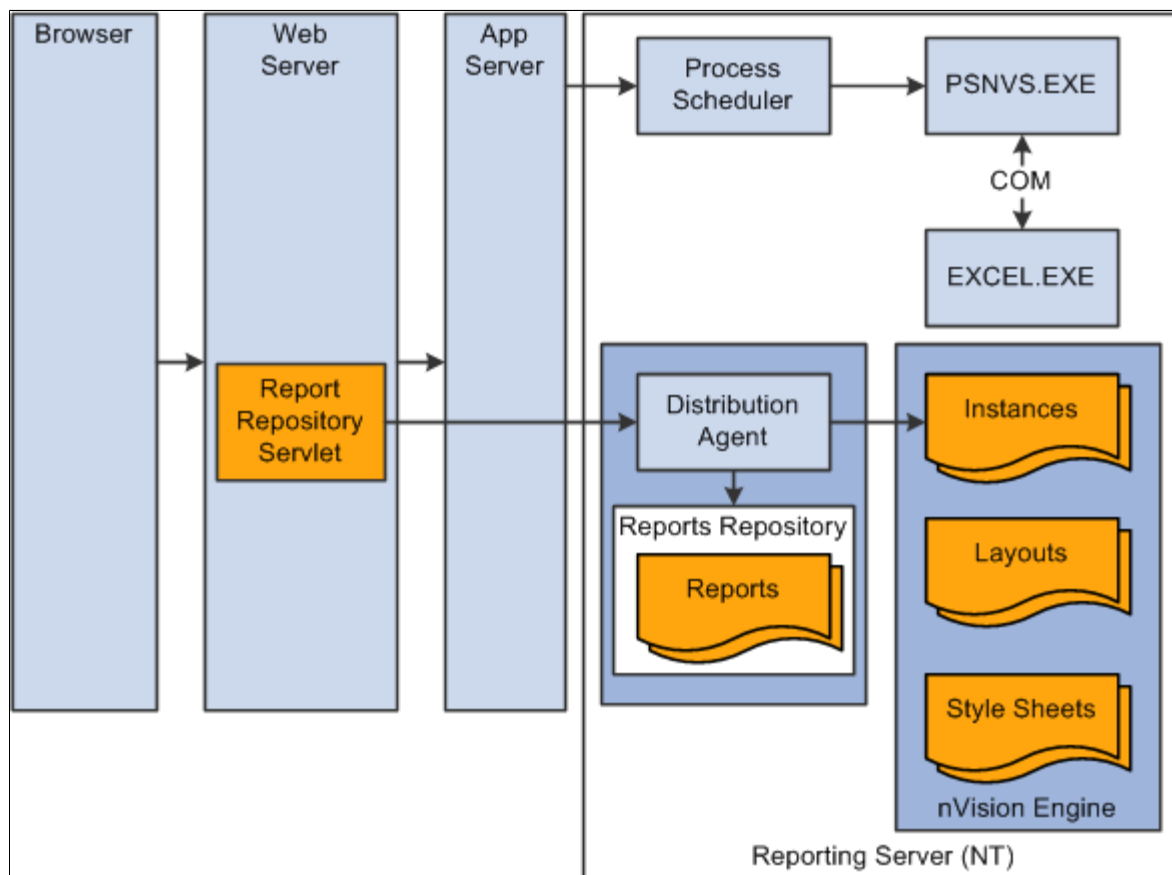 Browser
Web
Server
App
Server
Process
Scheduler
PSNVS.EXE
COM
EXCEL.EXE
Report
Repository
Servlet
Distribution
Agent
Instances
Reports Repository
Reports
Layouts
Style Sheets
nVision Engine
Reporting Server (NT)